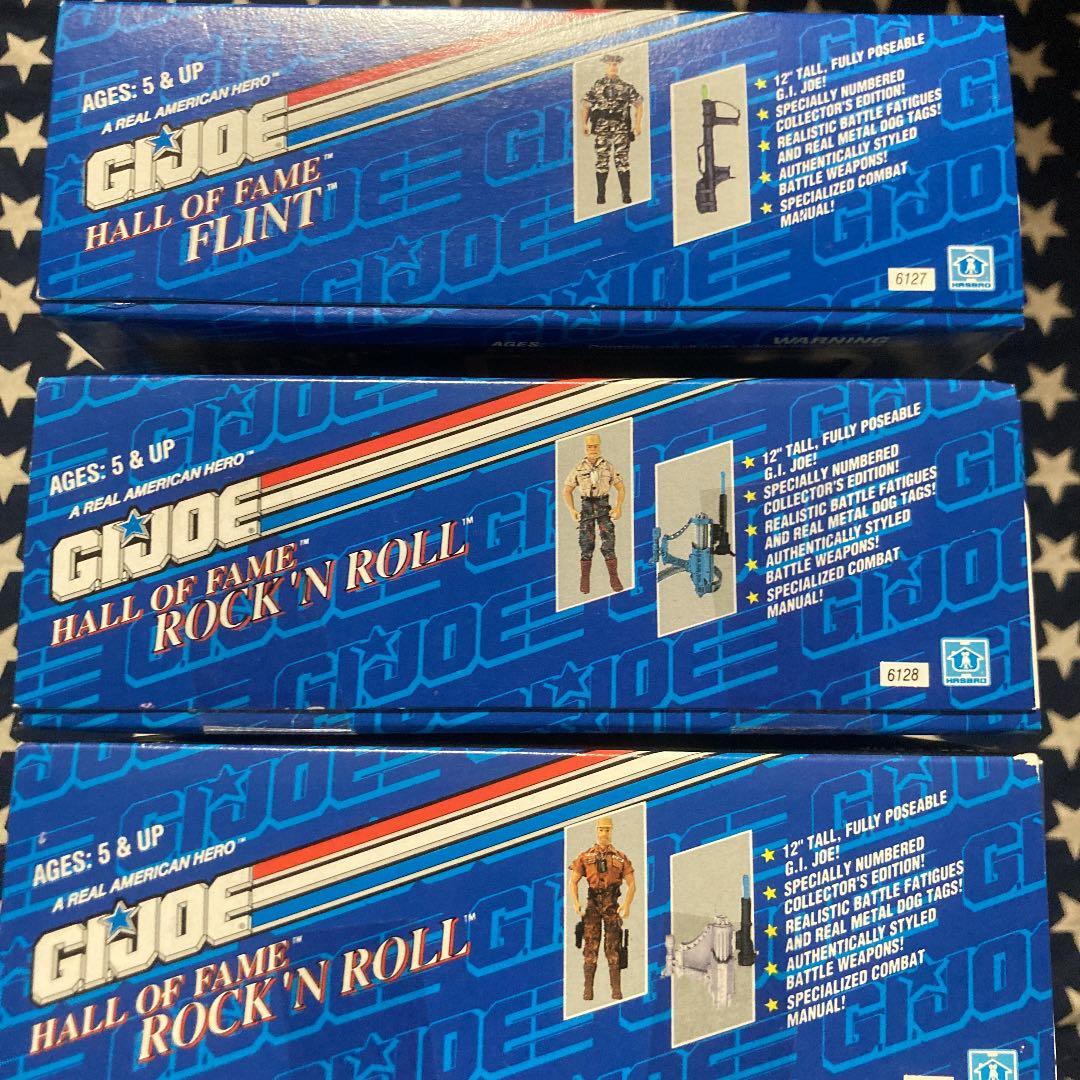 AGES: 5 & UP
A REAL AMERICAN HERO™
G.I.JOE
HALL OF FAME™
FLINT™
12" TALL, FULLY POSEABLE
G.I. JOE!
SPECIALLY NUMBERED
COLLECTOR'S EDITION!
REALISTIC BATTLE FATIGUES
AND REAL METAL DOG TAGS!
AUTHENTICALLY STYLED
BATTLE WEAPONS!
SPECIALIZED COMBAT
MANUAL!
6127
HASBRO
AGES
WARNING
AGES: 5 & UP
A REAL AMERICAN HERO™
G.I.JOE®
HALL OF FAME™
ROCK 'N ROLL™
12" TALL, FULLY POSEABLE
G.I. JOE!
SPECIALLY NUMBERED
COLLECTOR'S EDITION!
REALISTIC BATTLE FATIGUES
AND REAL METAL DOG TAGS!
AUTHENTICALLY STYLED
BATTLE WEAPONS!
SPECIALIZED COMBAT
MANUAL!
6128
HASBRO
AGES: 5 & UP
A REAL AMERICAN HERO™
G.I.JOE
HALL OF FAME™
ROCK 'N ROLL™
12" TALL, FULLY POSEABLE
G.I. JOE!
SPECIALLY NUMBERED
COLLECTOR'S EDITION!
REALISTIC BATTLE FATIGUES
AND REAL METAL DOG TAGS!
AUTHENTICALLY STYLED
BATTLE WEAPONS!
SPECIALIZED COMBAT
MANUAL!